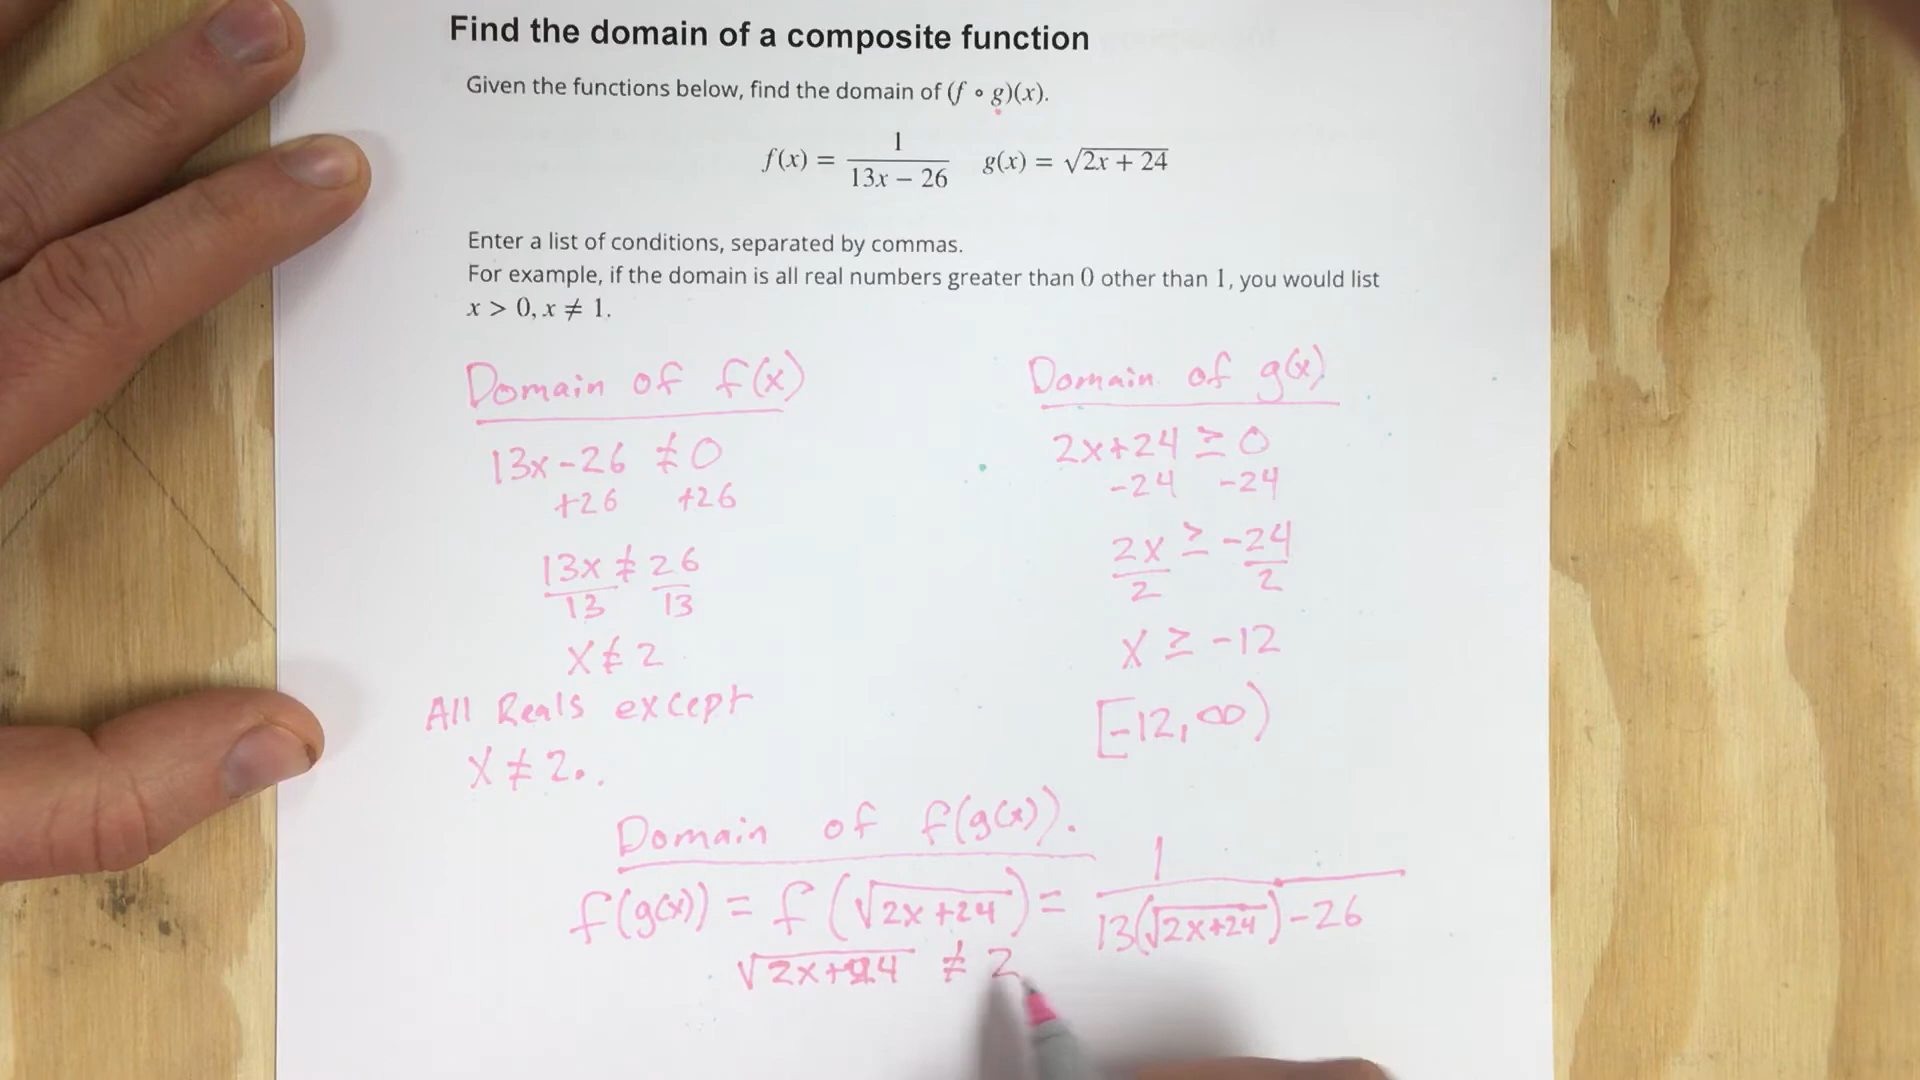 Find the domain of a composite function
Given the functions below, find the domain of (f ∘ g)(x).
f(x) = 1/(13x − 26)   g(x) = √(2x + 24)
Enter a list of conditions, separated by commas.
For example, if the domain is all real numbers greater than 0 other than 1, you would list
x > 0, x ≠ 1.
Domain of f(x)
13x-26 ≠ 0
+26 +26
13x ≠ 26
13 13
x ≠ 2
All Reals except
x ≠ 2.
Domain of g(x)
2x+24 ≥ 0
-24 -24
2x ≥ -24
2 2
x ≥ -12
[-12, ∞)
Domain of f(g(x)).
f(g(x)) = f(√2x+24) = 1/(13(√2x+24)-26)
√2x+24 ≠ 2